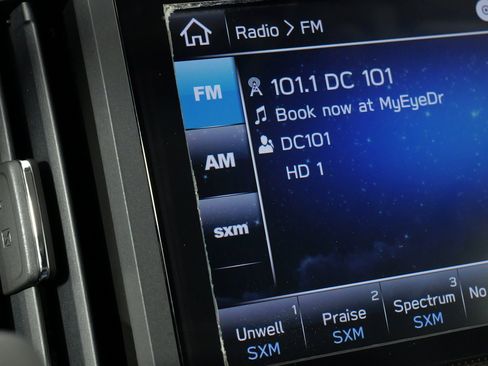 Radio > FM
FM
101.1 DC 101
Book now at MyEyeDr
DC101
AM
HD 1
sxm
1
Unwell
SXM
2
Praise
SXM
3
Spectrum
SXM
No